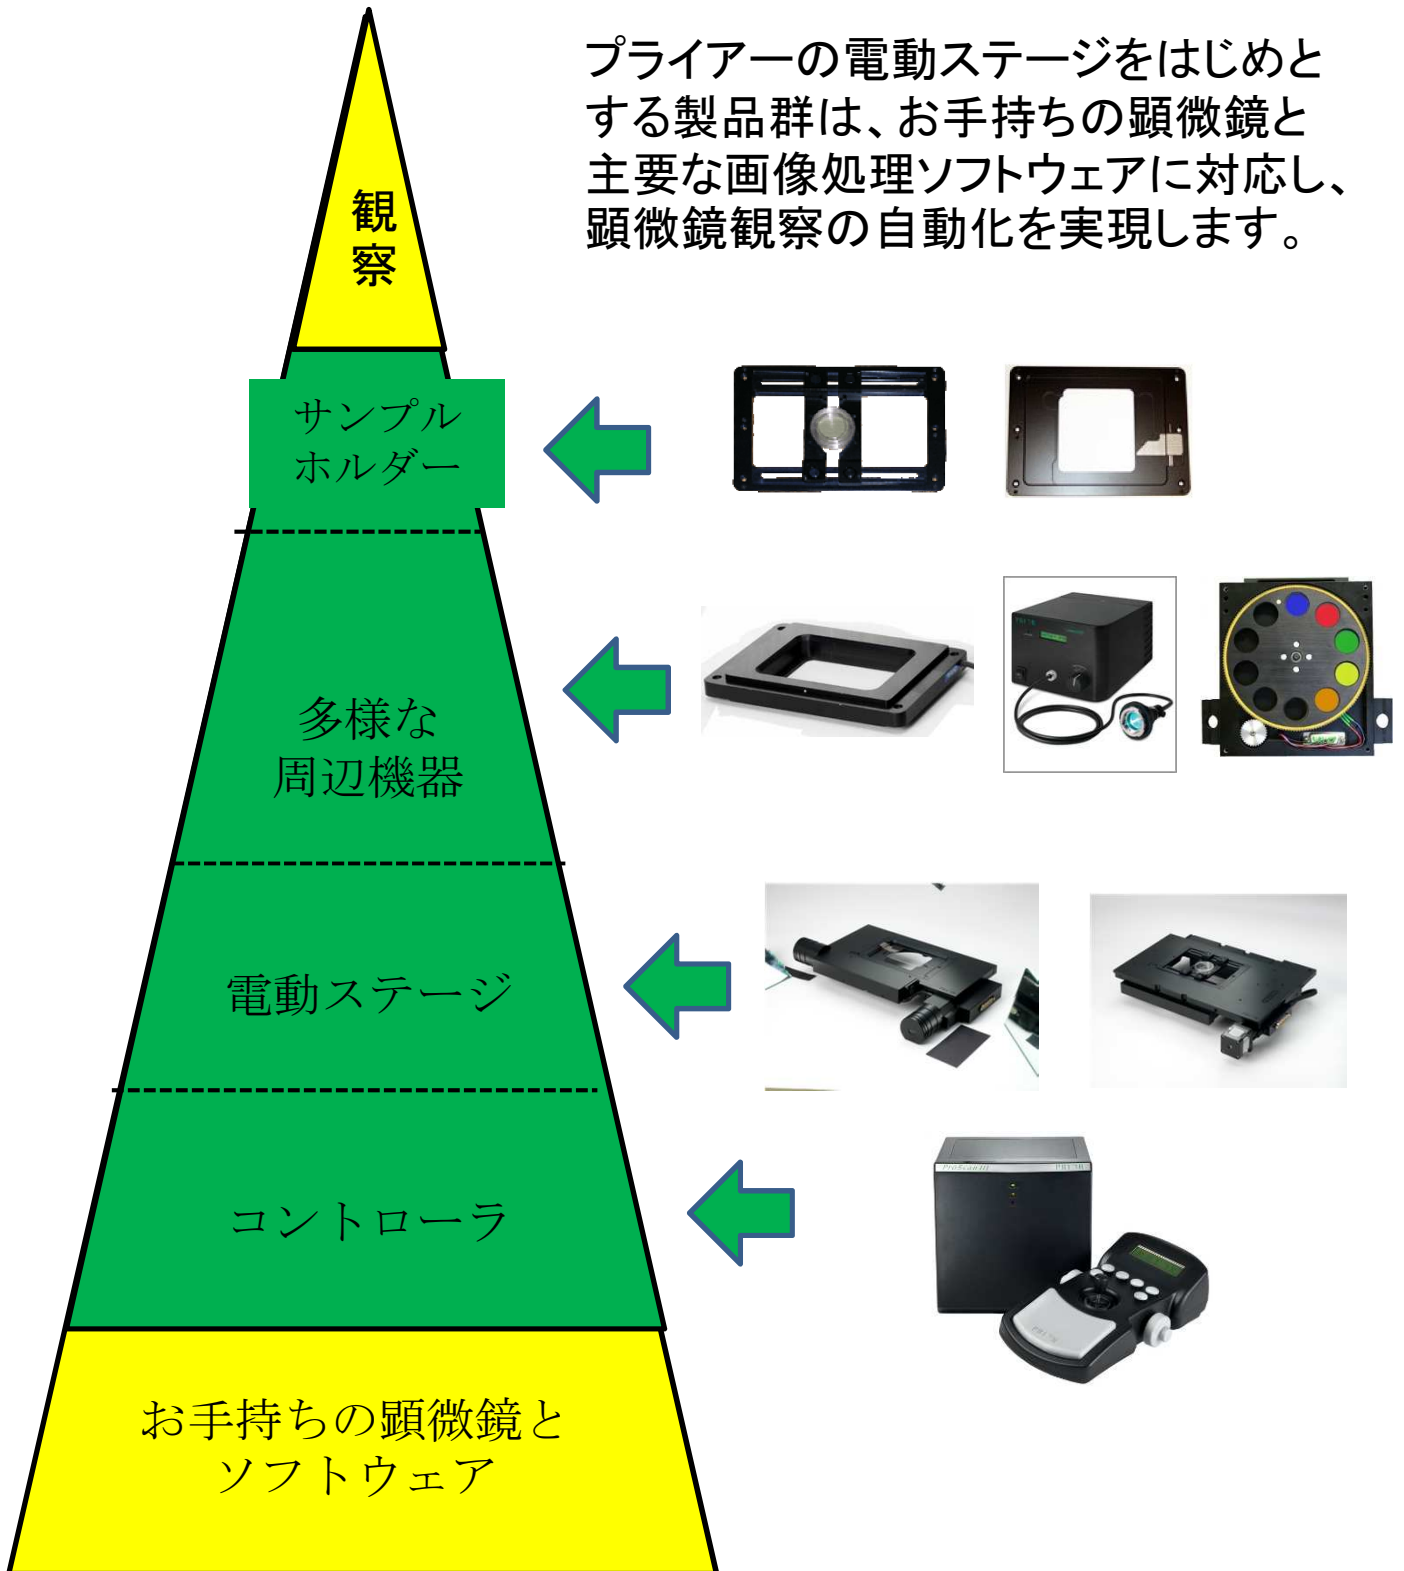 プライアーの電動ステージをはじめと
する製品群は、お手持ちの顕微鏡と
主要な画像処理ソフトウェアに対応し、
顕微鏡観察の自動化を実現します。
観
察
サンプル
ホルダー
多様な
周辺機器
電動ステージ
コントローラ
ProScan III
PRIOR
お手持ちの顕微鏡と
ソフトウェア